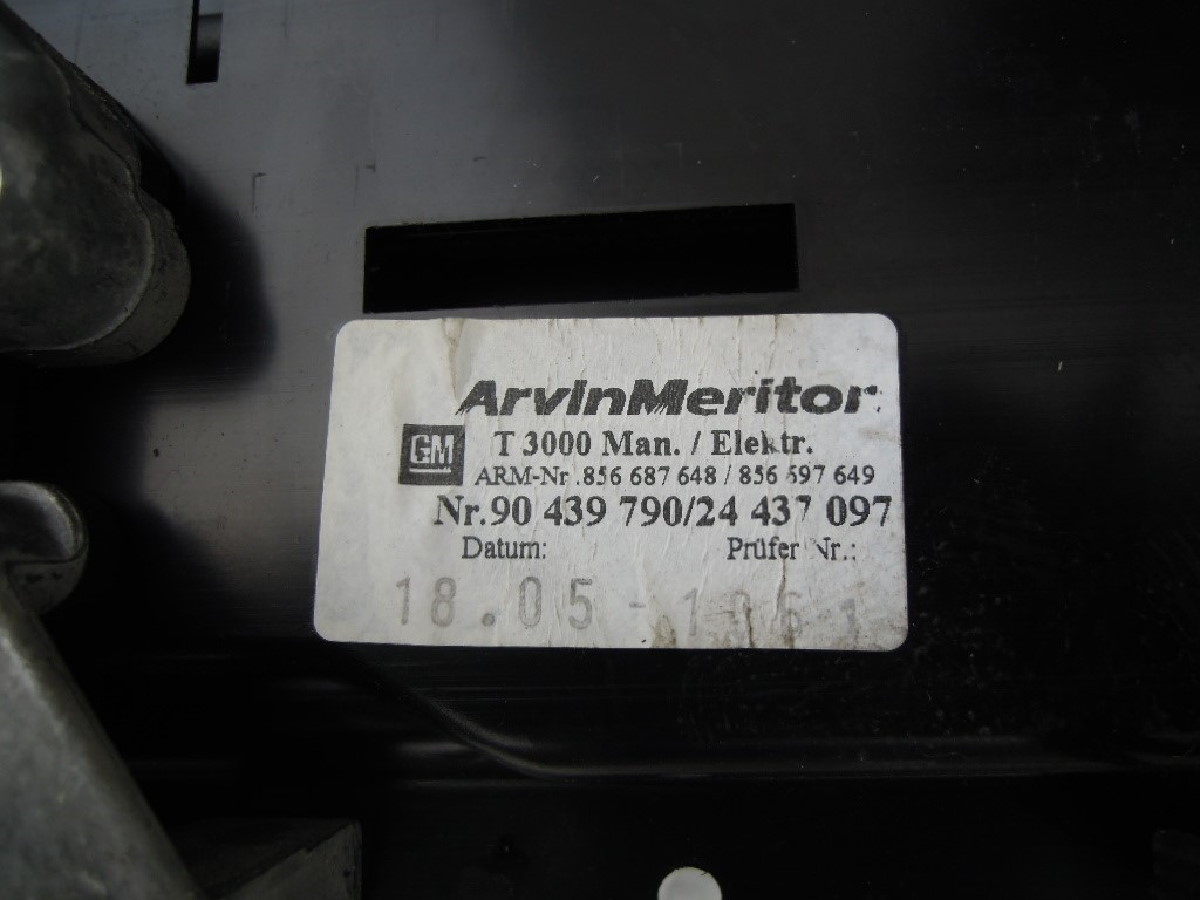 ArvinMeritor
GM T 3000 Man. / Elektr.
ARM-Nr.856 687 648 / 856 697 649
Nr.90 439 790/24 437 097
Datum: Prüfer Nr.:
18.05 -